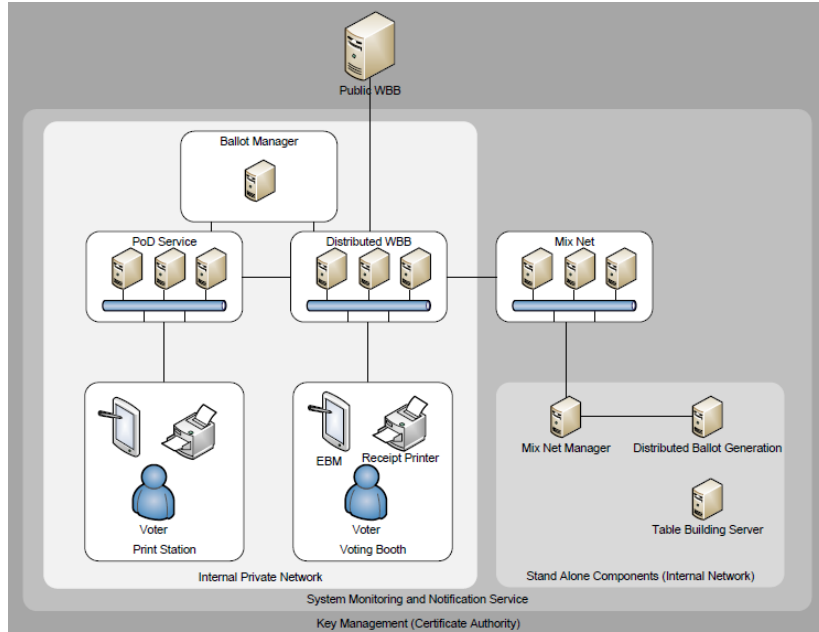 Public WBB
Ballot Manager
PoD Service
Distributed WBB
Mix Net
EBM
Receipt Printer
Voter
Print Station
Voter
Voting Booth
Mix Net Manager
Distributed Ballot Generation
Table Building Server
Internal Private Network
Stand Alone Components (Internal Network)
System Monitoring and Notification Service
Key Management (Certificate Authority)